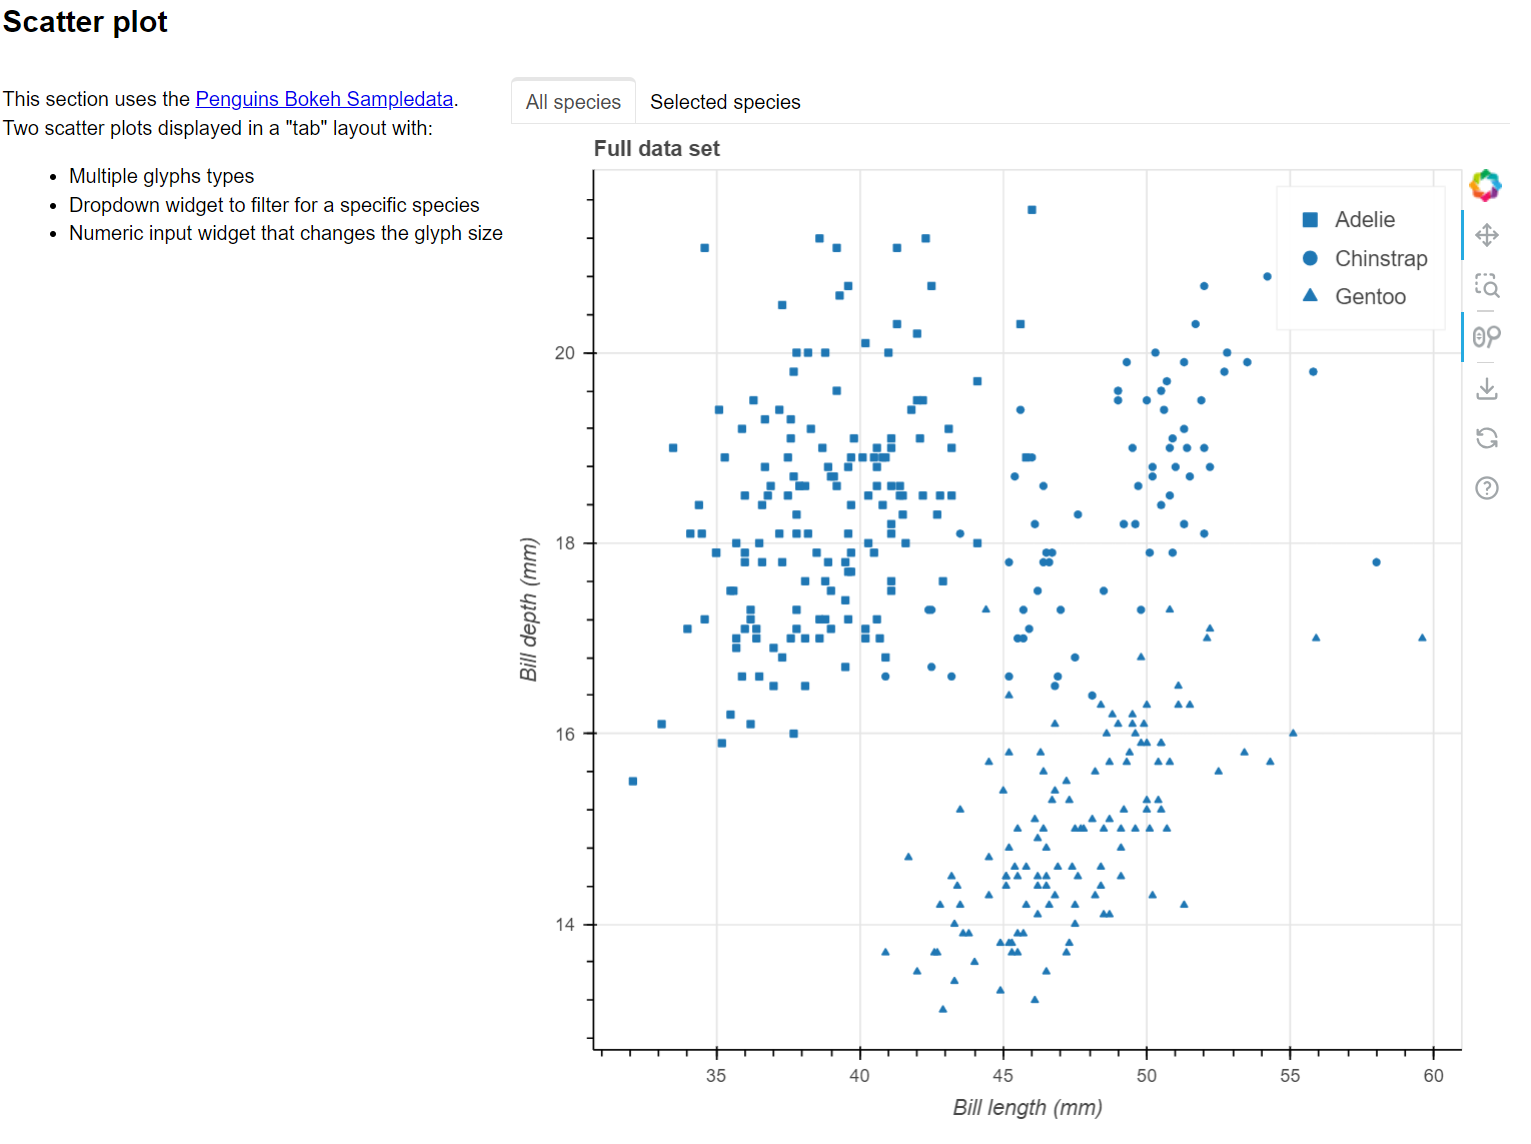 Scatter plot
This section uses the Penguins Bokeh Sampledata.
Two scatter plots displayed in a "tab" layout with:
• Multiple glyphs types
• Dropdown widget to filter for a specific species
• Numeric input widget that changes the glyph size
All species
Selected species
Full data set
Adelie
Chinstrap
Gentoo
20
18
16
14
Bill depth (mm)
35
40
45
50
55
60
Bill length (mm)